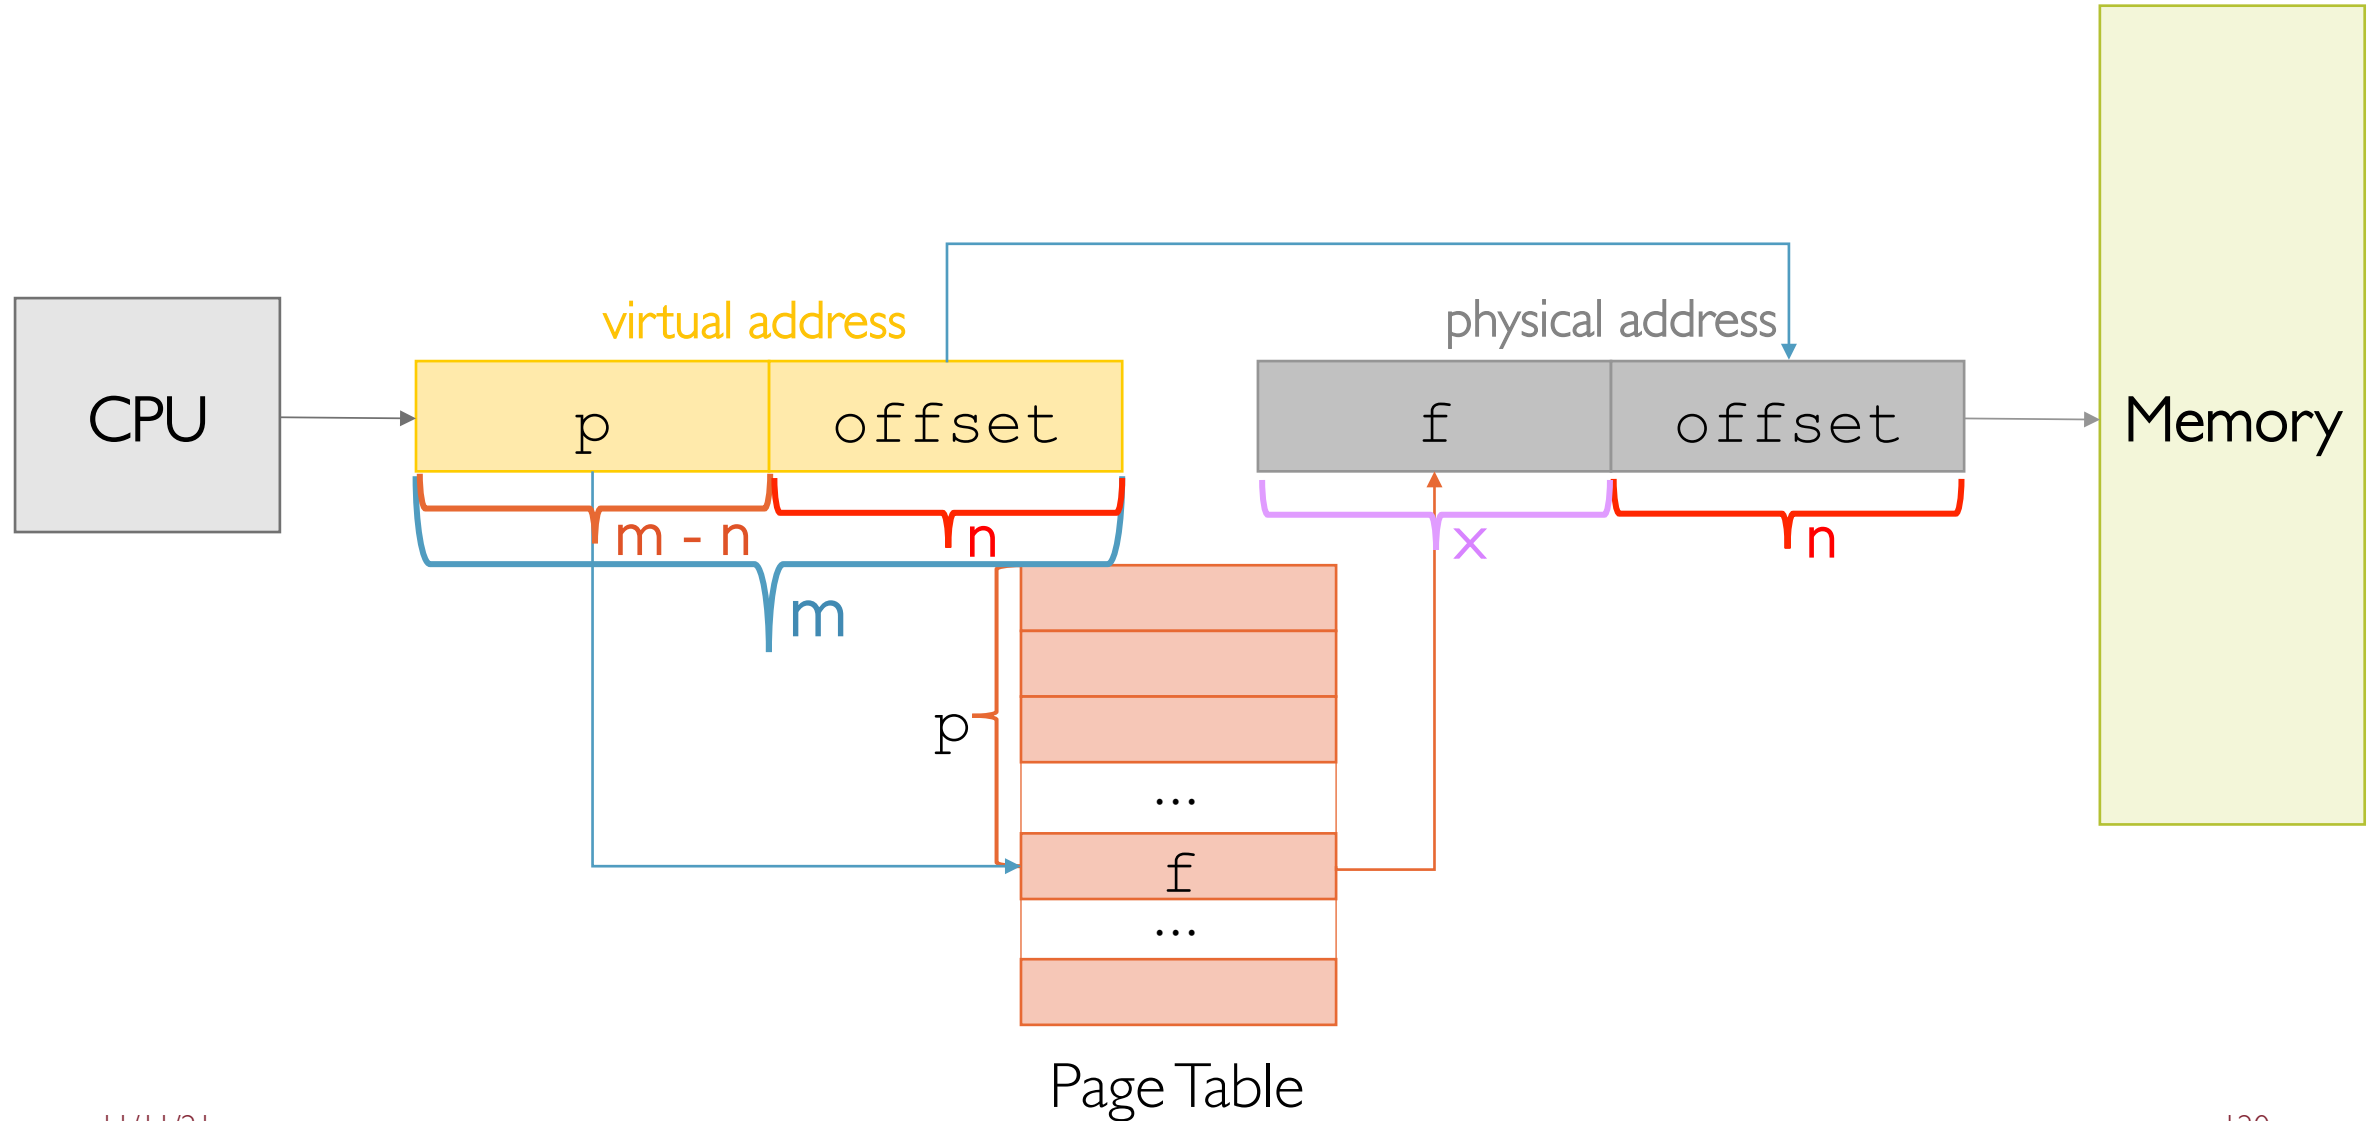 virtual address
physical address
CPU
p
offset
f
offset
Memory
m - n
n
x
n
m
p
...
f
...
Page Table